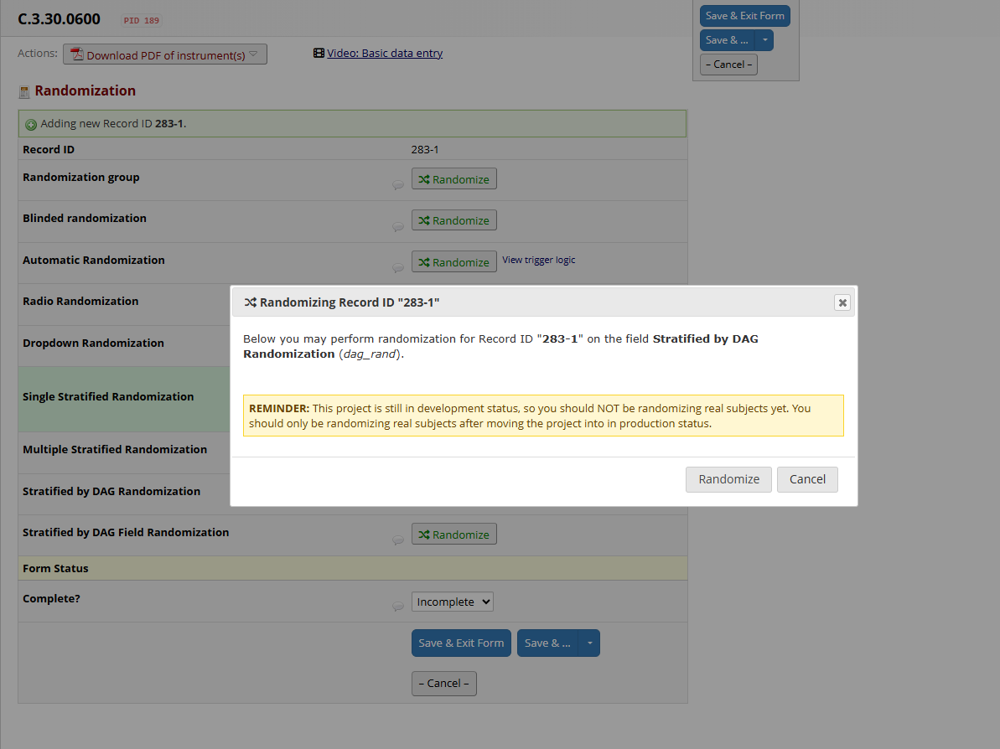 C.3.30.0600 PID 189
Save & Exit Form
Save & ...
– Cancel –
Actions: Download PDF of instrument(s) Video: Basic data entry
Randomization
Adding new Record ID 283-1.
Record ID 283-1
Randomization group Randomize
Blinded randomization Randomize
Automatic Randomization Randomize View trigger logic
Radio Randomization
Dropdown Randomization
Single Stratified Randomization
Multiple Stratified Randomization
Stratified by DAG Randomization
Randomizing Record ID "283-1"
Below you may perform randomization for Record ID "283-1" on the field Stratified by DAG
Randomization (dag_rand).
REMINDER: This project is still in development status, so you should NOT be randomizing real subjects yet. You
should only be randomizing real subjects after moving the project into in production status.
Randomize Cancel
Stratified by DAG Field Randomization Randomize
Form Status
Complete? Incomplete
Save & Exit Form Save & ...
– Cancel –